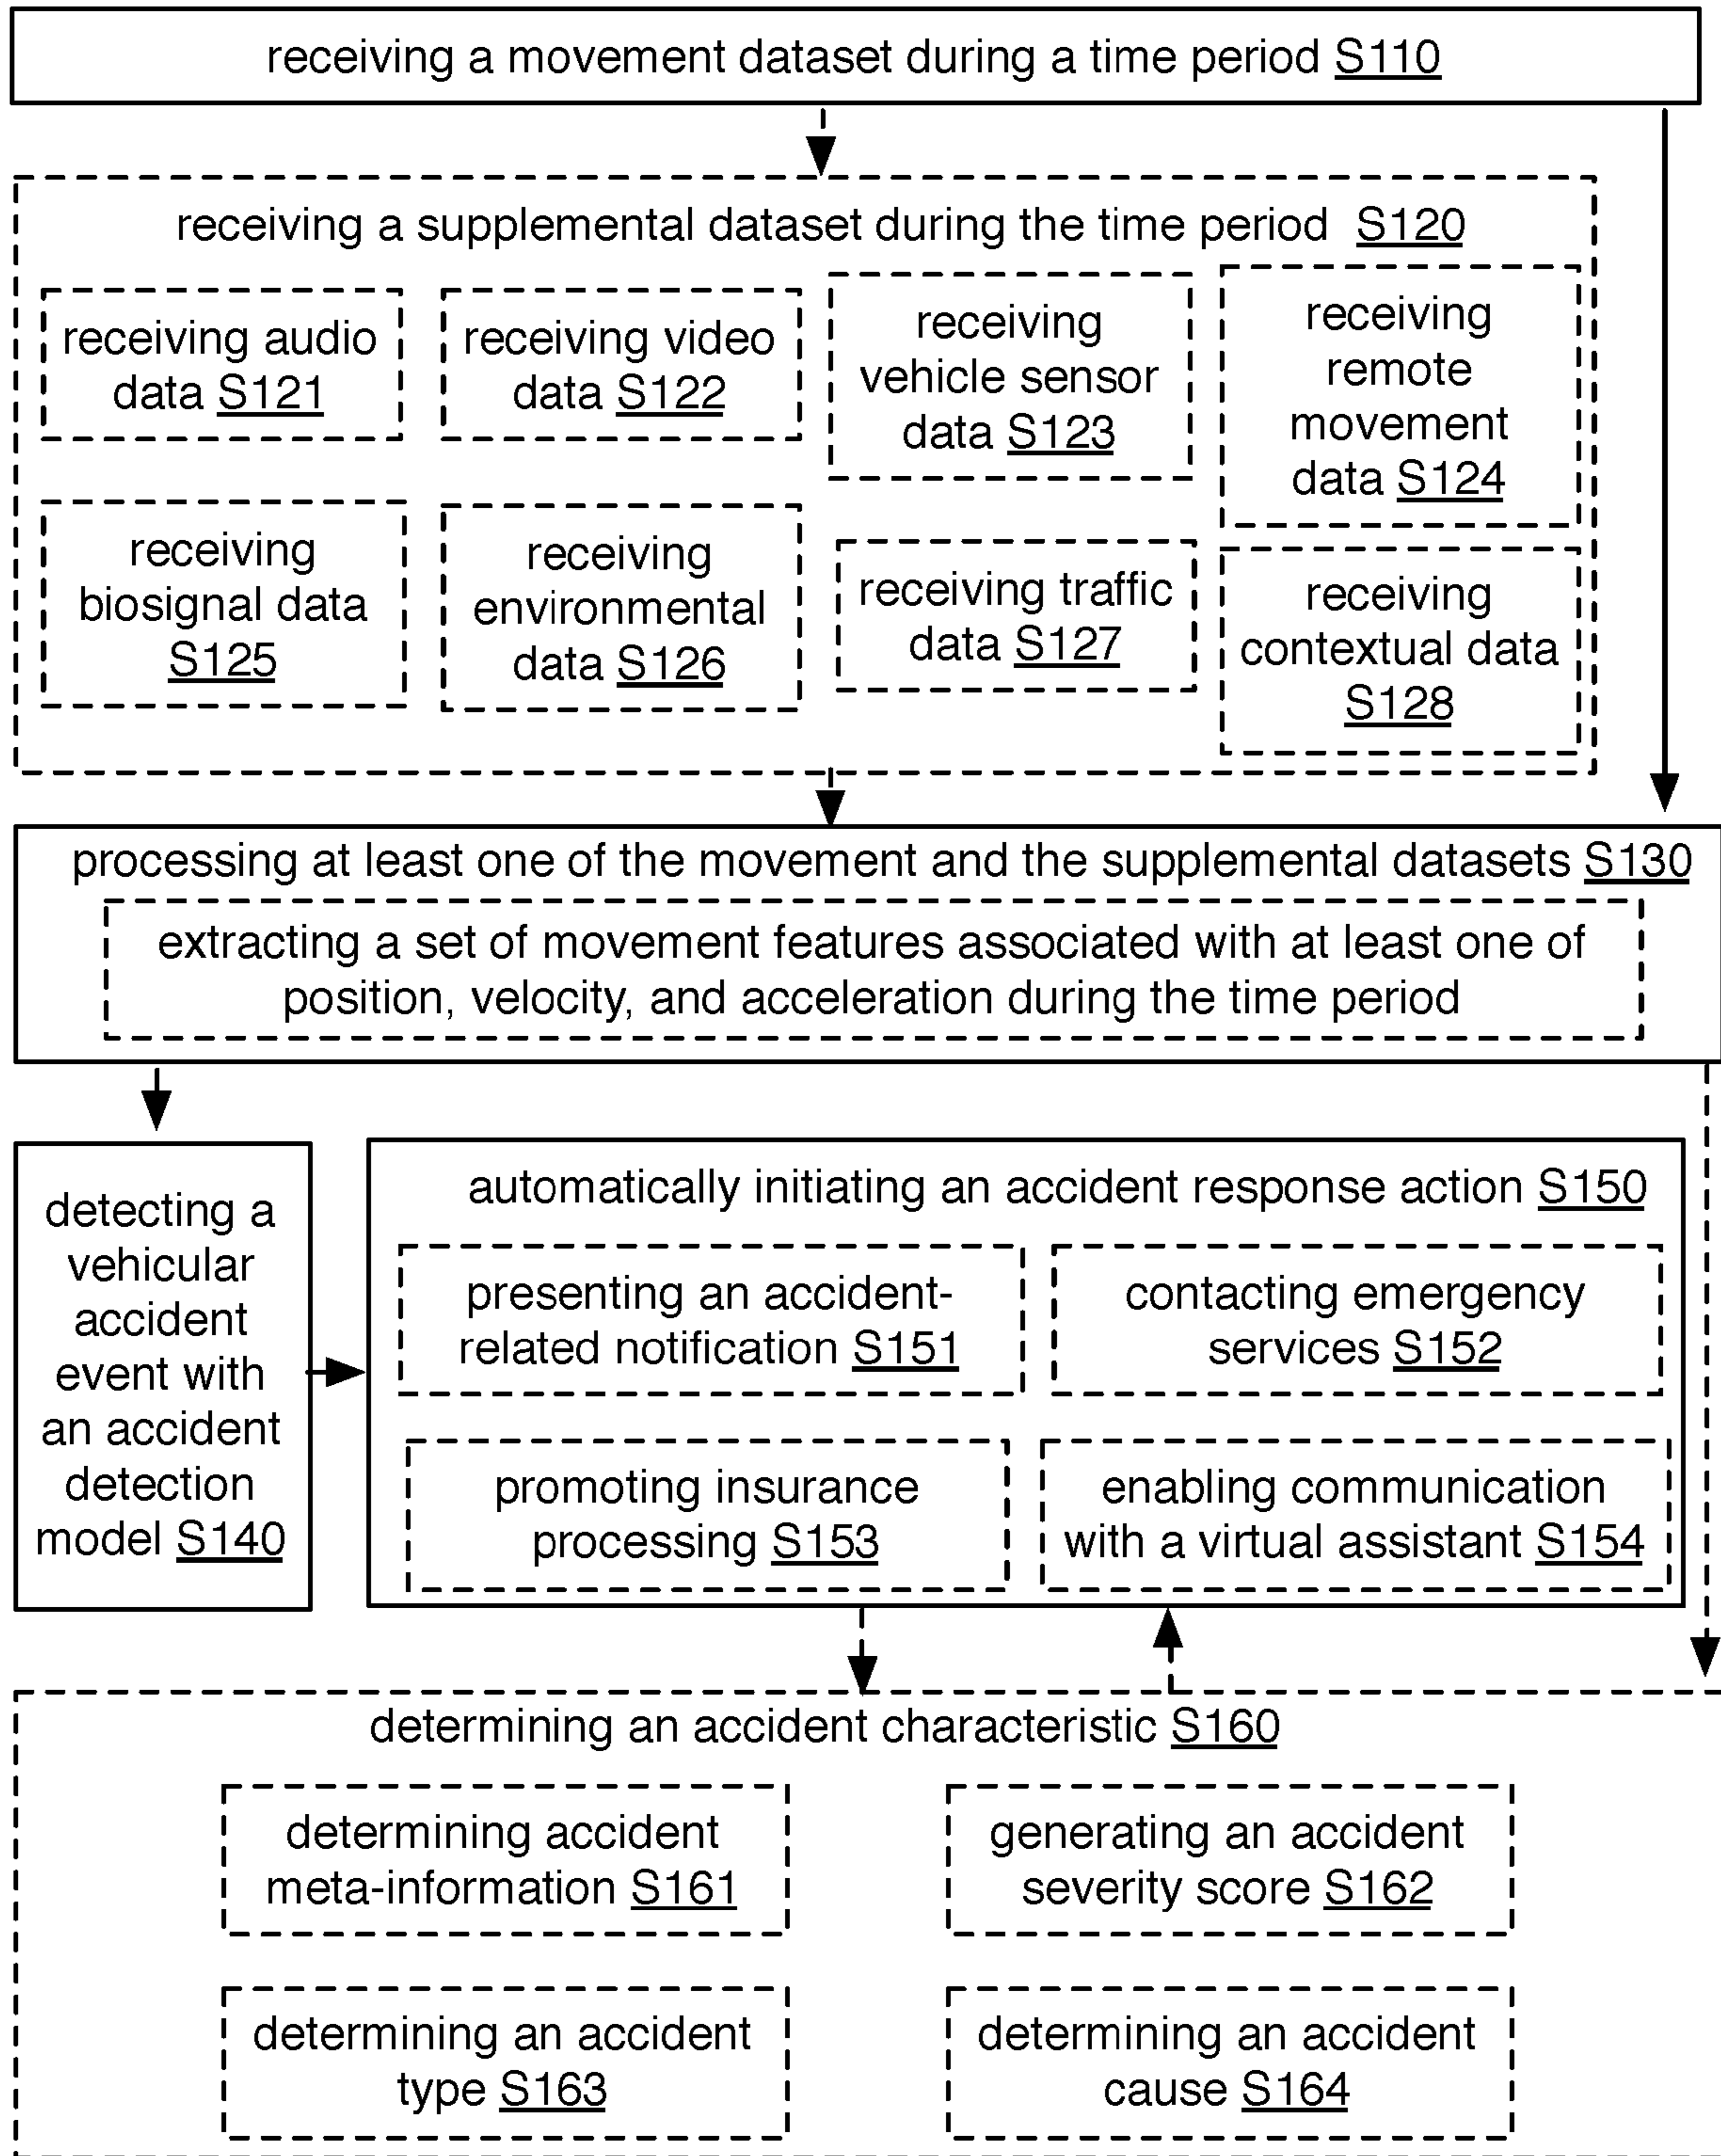 receiving a movement dataset during a time period S110
receiving a supplemental dataset during the time period S120
receiving audio
data S121
receiving video
data S122
receiving
vehicle sensor
data S123
receiving
remote
movement
data S124
receiving
biosignal data
S125
receiving
environmental
data S126
receiving traffic
data S127
receiving
contextual data
S128
processing at least one of the movement and the supplemental datasets S130
extracting a set of movement features associated with at least one of
position, velocity, and acceleration during the time period
detecting a
vehicular
accident
event with
an accident
detection
model S140
automatically initiating an accident response action S150
presenting an accident-
related notification S151
contacting emergency
services S152
promoting insurance
processing S153
enabling communication
with a virtual assistant S154
determining an accident characteristic S160
determining accident
meta-information S161
generating an accident
severity score S162
determining an accident
type S163
determining an accident
cause S164